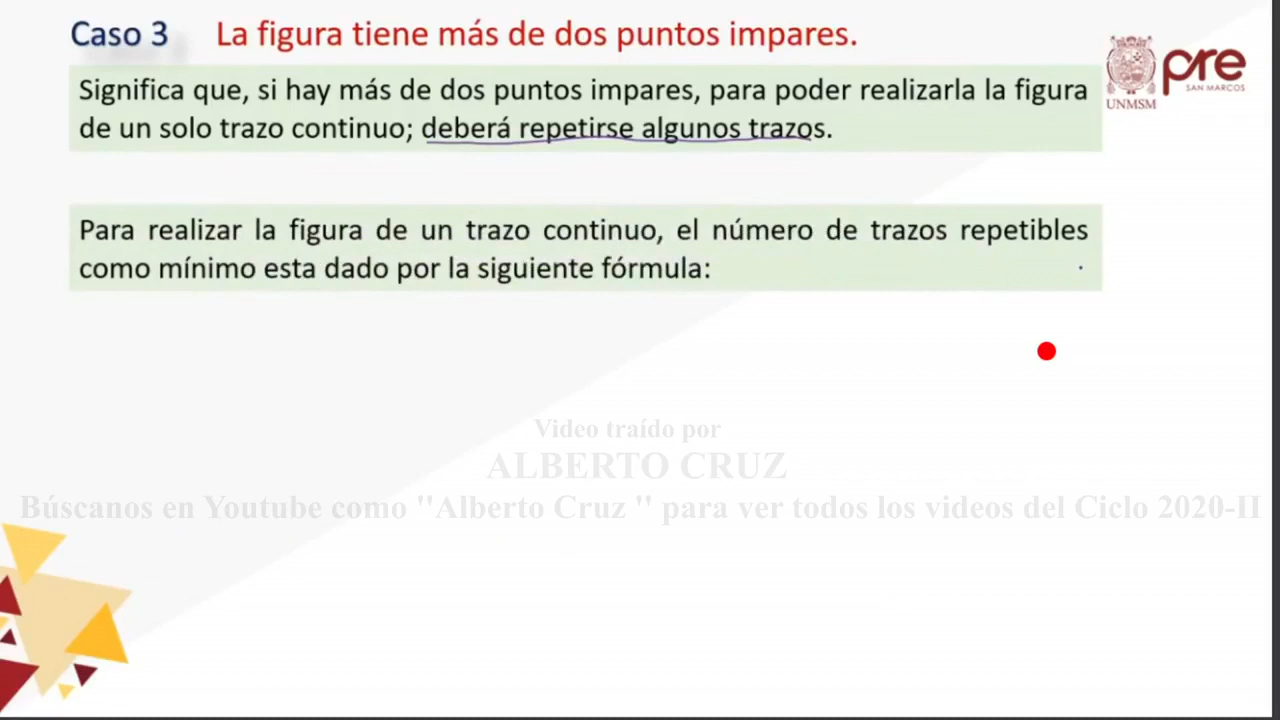 Caso 3 La figura tiene más de dos puntos impares.
pre
SAN MARCOS
UNMSM
Significa que, si hay más de dos puntos impares, para poder realizarla la figura
de un solo trazo continuo; deberá repetirse algunos trazos.
Para realizar la figura de un trazo continuo, el número de trazos repetibles
como mínimo esta dado por la siguiente fórmula:
Video traído por
ALBERTO CRUZ
Búscanos en Youtube como ''Alberto Cruz '' para ver todos los videos del Ciclo 2020-II